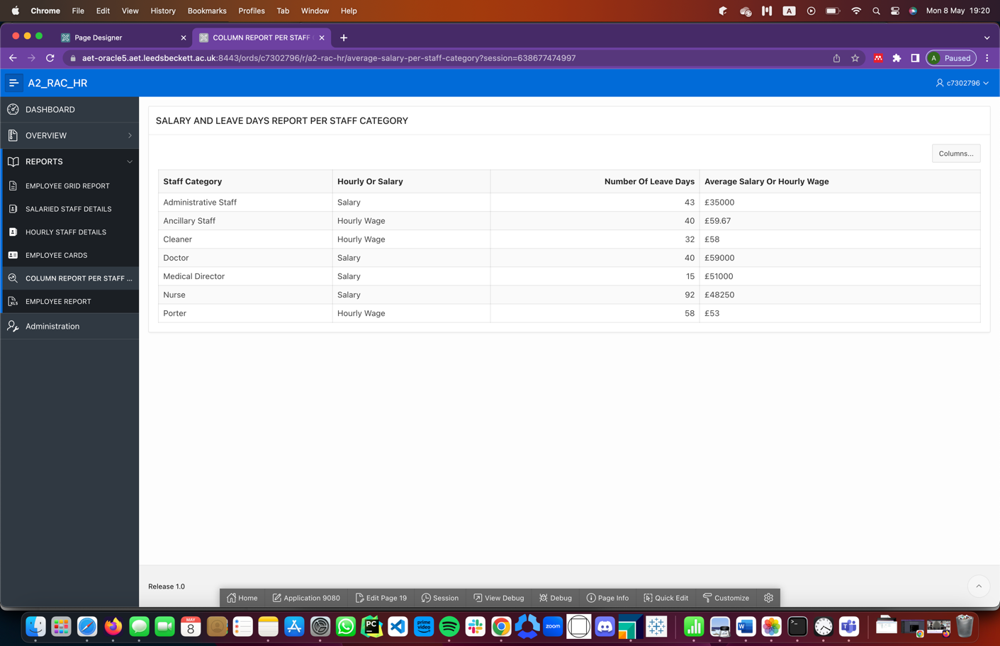 Chrome File Edit View History Bookmarks Profiles Tab Window Help A Mon 8 May 19:20
Page Designer COLUMN REPORT PER STAFF
aet-oracle5.aet.leedsbeckett.ac.uk:8443/ords/c7302796/r/a2-rac-hr/average-salary-per-staff-category?session=638677474997 A Paused
A2_RAC_HR c7302796
DASHBOARD
OVERVIEW
REPORTS
EMPLOYEE GRID REPORT
SALARIED STAFF DETAILS
HOURLY STAFF DETAILS
EMPLOYEE CARDS
COLUMN REPORT PER STAFF ...
XLS EMPLOYEE REPORT
Administration
SALARY AND LEAVE DAYS REPORT PER STAFF CATEGORY
Columns...
Staff Category Hourly Or Salary Number Of Leave Days Average Salary Or Hourly Wage
Administrative Staff Salary 43 £35000
Ancillary Staff Hourly Wage 40 £59.67
Cleaner Hourly Wage 32 £58
Doctor Salary 40 £59000
Medical Director Salary 15 £51000
Nurse Salary 92 £48250
Porter Hourly Wage 58 £53
Release 1.0
Home Application 9080 Edit Page 19 Session View Debug Debug Page Info Quick Edit Customize
MAY
8
PC
prime
video
zoom
W
T